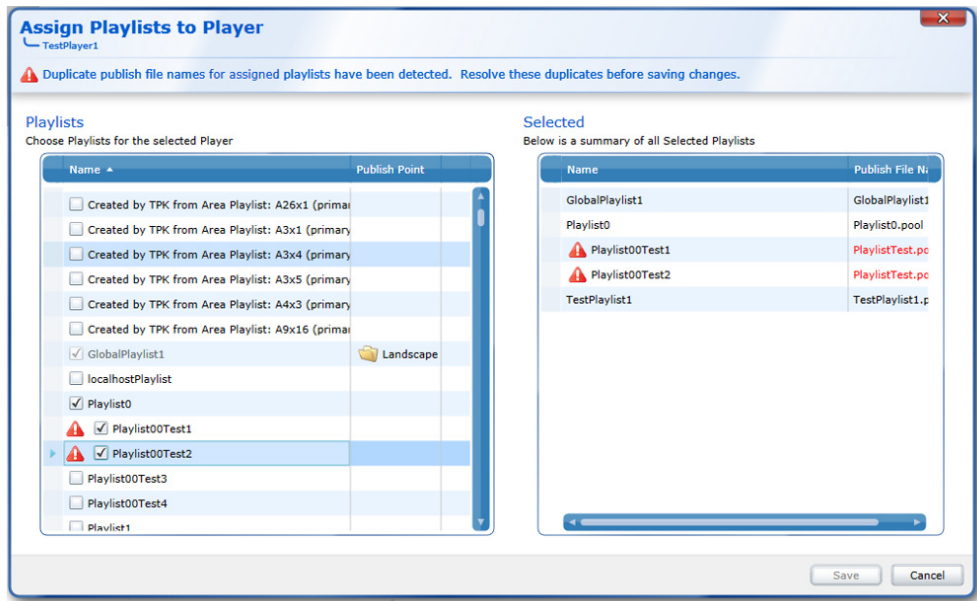 Assign Playlists to Player
TestPlayer1
Duplicate publish file names for assigned playlists have been detected. Resolve these duplicates before saving changes.
Playlists
Choose Playlists for the selected Player
Name Publish Point
Created by TPK from Area Playlist: A26x1 (primar
Created by TPK from Area Playlist: A3x1 (primary
Created by TPK from Area Playlist: A3x4 (primary
Created by TPK from Area Playlist: A3x5 (primary
Created by TPK from Area Playlist: A4x3 (primary
Created by TPK from Area Playlist: A9x16 (primar
GlobalPlaylist1 Landscape
localhostPlaylist
Playlist0
Playlist00Test1
Playlist00Test2
Playlist00Test3
Playlist00Test4
Playlist1
Selected
Below is a summary of all Selected Playlists
Name Publish File Na
GlobalPlaylist1 GlobalPlaylist1
Playlist0 Playlist0.pool
Playlist00Test1 PlaylistTest.po
Playlist00Test2 PlaylistTest.po
TestPlaylist1 TestPlaylist1.p
Save Cancel